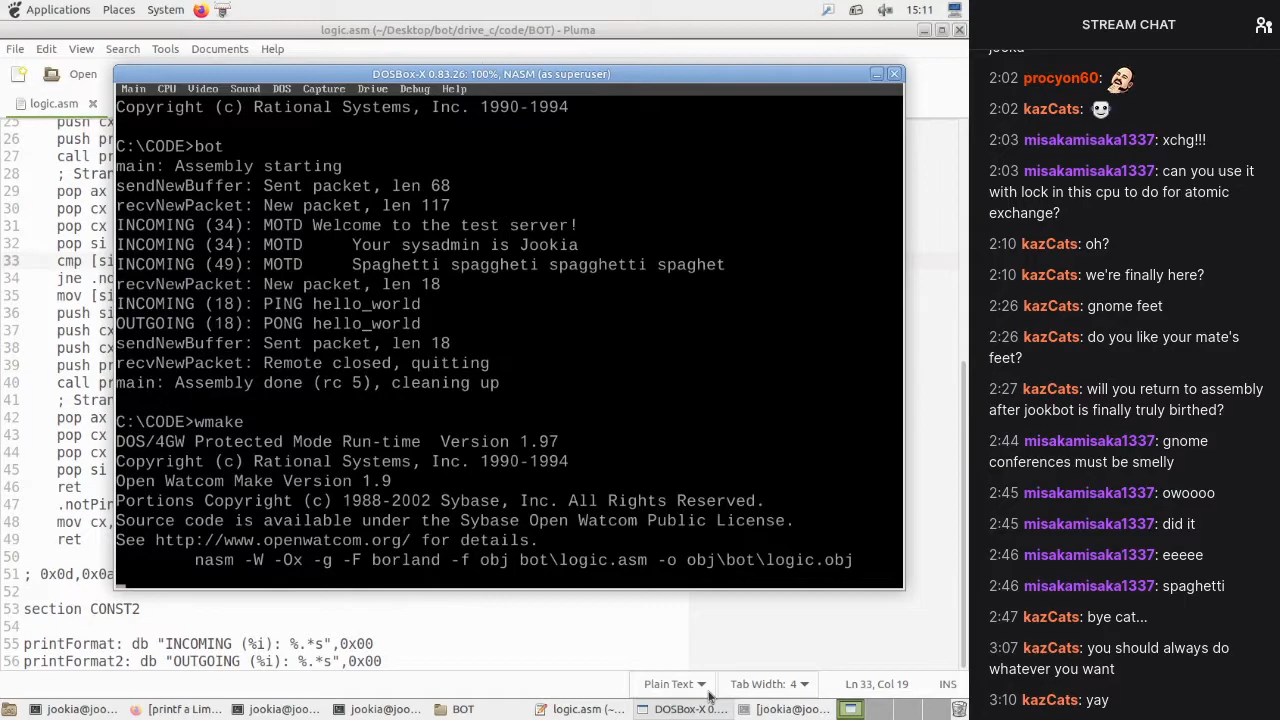 Applications Places System 15:11
logic.asm (~/Desktop/bot/drive_c/code/BOT) - Pluma
File Edit View Search Tools Documents Help
Open
logic.asm
DOSBox-X 0.83.26: 100%, NASM (as superuser)
Main CPU Video Sound DOS Capture Drive Debug Help
Copyright (c) Rational Systems, Inc. 1990-1994
C:\CODE>bot
main: Assembly starting
sendNewBuffer: Sent packet, len 68
recvNewPacket: New packet, len 117
INCOMING (34): MOTD Welcome to the test server!
INCOMING (34): MOTD     Your sysadmin is Jookia
INCOMING (49): MOTD     Spaghetti spaggheti spagghetti spaghet
recvNewPacket: New packet, len 18
INCOMING (18): PING hello_world
OUTGOING (18): PONG hello_world
sendNewBuffer: Sent packet, len 18
recvNewPacket: Remote closed, quitting
main: Assembly done (rc 5), cleaning up
C:\CODE>wmake
DOS/4GW Protected Mode Run-time  Version 1.97
Copyright (c) Rational Systems, Inc. 1990-1994
Open Watcom Make Version 1.9
Portions Copyright (c) 1988-2002 Sybase, Inc. All Rights Reserved.
Source code is available under the Sybase Open Watcom Public License.
See http://www.openwatcom.org/ for details.
nasm -W -Ox -g -F borland -f obj bot\logic.asm -o obj\bot\logic.obj
25 push cx
26 push pr
27 call pr
28 ; Stran
29 pop ax
30 pop cx
31 pop cx
32 pop si
33 cmp [si
34 jne .no
35 mov [si
36 push si
37 push cx
38 push cx
39 push pr
40 call pr
41 ; Stran
42 pop ax
43 pop cx
44 pop cx
45 pop si
46 ret
47 .notPin
48 mov cx,
49 ret
50
51 ; 0x0d,0x0a
52
53 section CONST2
54
55 printFormat: db "INCOMING (%i): %.*s",0x00
56 printFormat2: db "OUTGOING (%i): %.*s",0x00
Plain Text Tab Width: 4 Ln 33, Col 19 INS
jookia@joo... [printf a Lim... jookia@joo... jookia@joo... BOT logic.asm (~... DOSBox-X 0.... [jookia@joo...
STREAM CHAT
jookia
2:02 procyon60:
2:02 kazCats:
2:03 misakamisaka1337: xchg!!!
2:03 misakamisaka1337: can you use it
with lock in this cpu to do for atomic
exchange?
2:10 kazCats: oh?
2:10 kazCats: we're finally here?
2:26 kazCats: gnome feet
2:26 kazCats: do you like your mate's
feet?
2:27 kazCats: will you return to assembly
after jookbot is finally truly birthed?
2:44 misakamisaka1337: gnome
conferences must be smelly
2:45 misakamisaka1337: owoooo
2:45 misakamisaka1337: did it
2:46 misakamisaka1337: eeeee
2:46 misakamisaka1337: spaghetti
2:47 kazCats: bye cat...
3:07 kazCats: you should always do
whatever you want
3:10 kazCats: yay